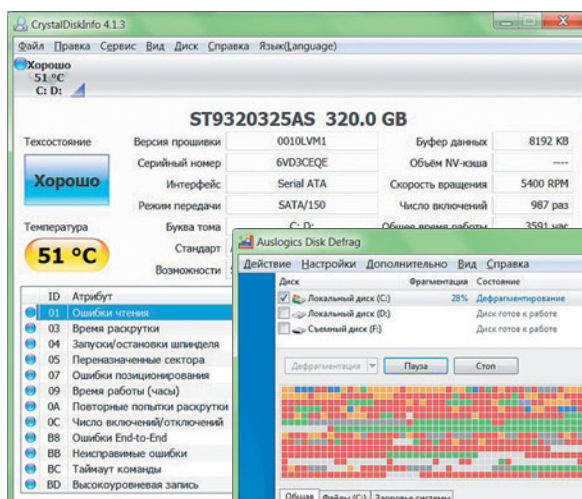 CrystalDiskInfo 4.1.3
Файл Правка Сервис Вид Диск Справка Язык(Language)
Хорошо
51 °C
C: D:
ST9320325AS 320.0 GB
Техсостояние
Хорошо
Температура
51 °C
Версия прошивки 0010LVM1 Буфер данных 8192 KB
Серийный номер 6VD3CEQE Объём NV-кэша ----
Интерфейс Serial ATA Скорость вращения 5400 RPM
Режим передачи SATA/150 Число включений 987 раз
Буква тома C: D: Общее время работы 3591 час
Стандарт
Возможности
ID Атрибут
01 Ошибки чтения
03 Время раскрутки
04 Запуски/остановки шпинделя
05 Переназначенные сектора
07 Ошибки позиционирования
09 Время работы (часы)
0A Повторные попытки раскрутки
0C Число включений/отключений
B8 Ошибки End-to-End
BB Неисправимые ошибки
BC Таймаут команды
BD Высокоуровневая запись
Auslogics Disk Defrag
Действие Настройки Дополнительно Вид Справка
Диск Фрагментация Состояние
Локальный диск (C:) 28% Дефрагментирование
Локальный диск (D:) Диск готов к работе
Съемный диск (F:) Диск готов к работе
Дефрагментация Пауза Стоп
Общая Файлы (C:) Здоровье системы